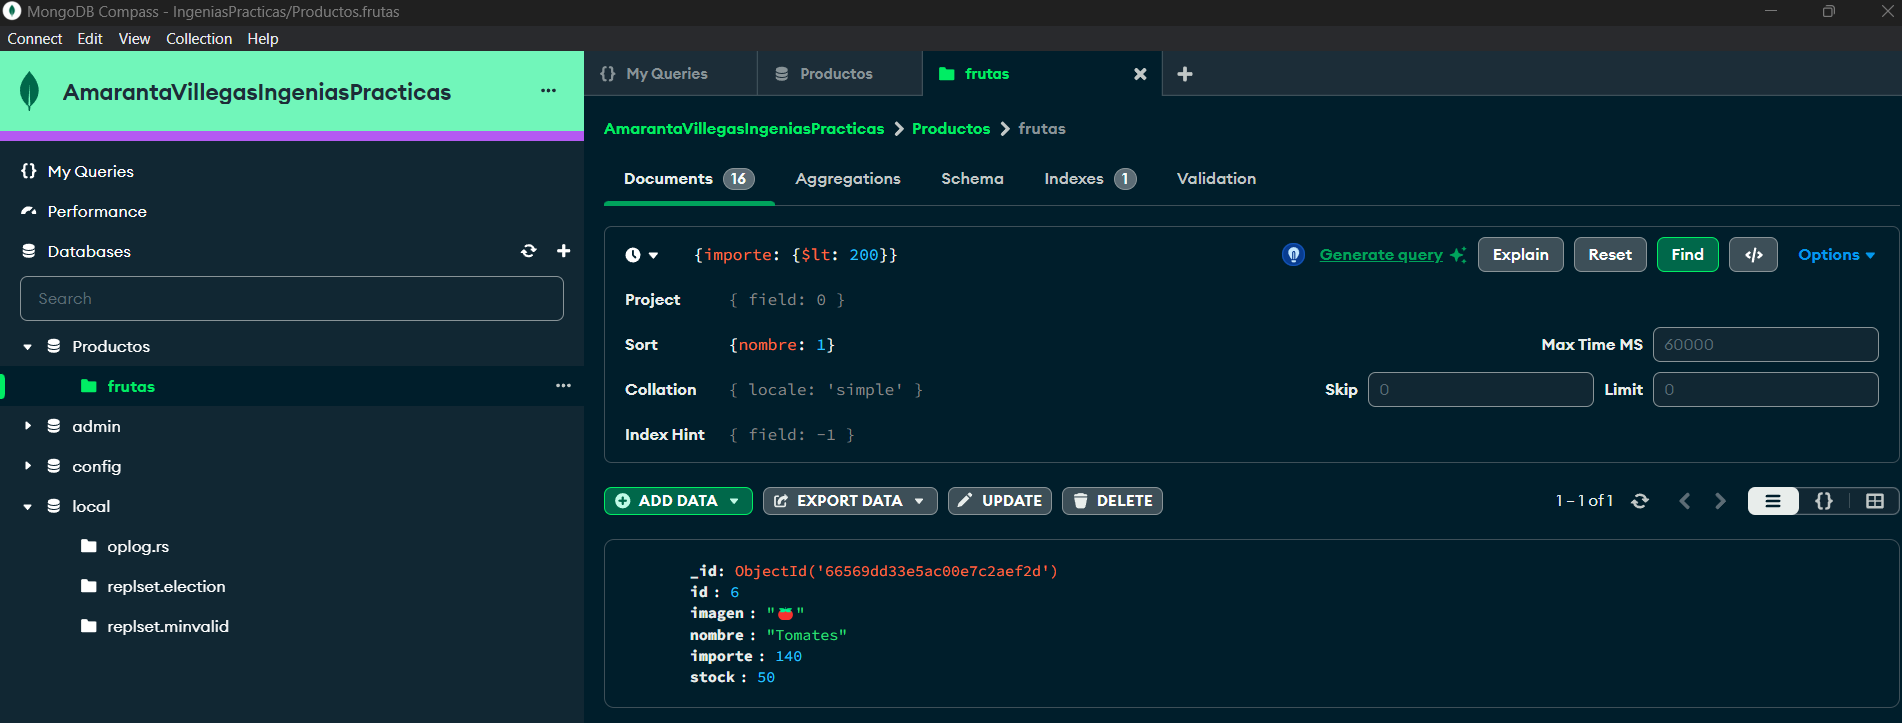 MongoDB Compass - IngeniasPracticas/Productos.frutas
Connect Edit View Collection Help
AmarantaVillegasIngeniasPracticas ...
{} My Queries
Performance
Databases
Search
Productos
frutas ...
admin
config
local
oplog.rs
replset.election
replset.minvalid
{} My Queries Productos frutas
AmarantaVillegasIngeniasPracticas > Productos > frutas
Documents 16 Aggregations Schema Indexes 1 Validation
{importe: {$lt: 200}} Generate query Explain Reset Find </> Options
Project { field: 0 }
Sort {nombre: 1} Max Time MS 60000
Collation { locale: 'simple' } Skip 0 Limit 0
Index Hint { field: -1 }
ADD DATA EXPORT DATA UPDATE DELETE 1 – 1 of 1 {}
_id: ObjectId('66569dd33e5ac00e7c2aef2d')
id : 6
imagen : "🍅"
nombre : "Tomates"
importe : 140
stock : 50